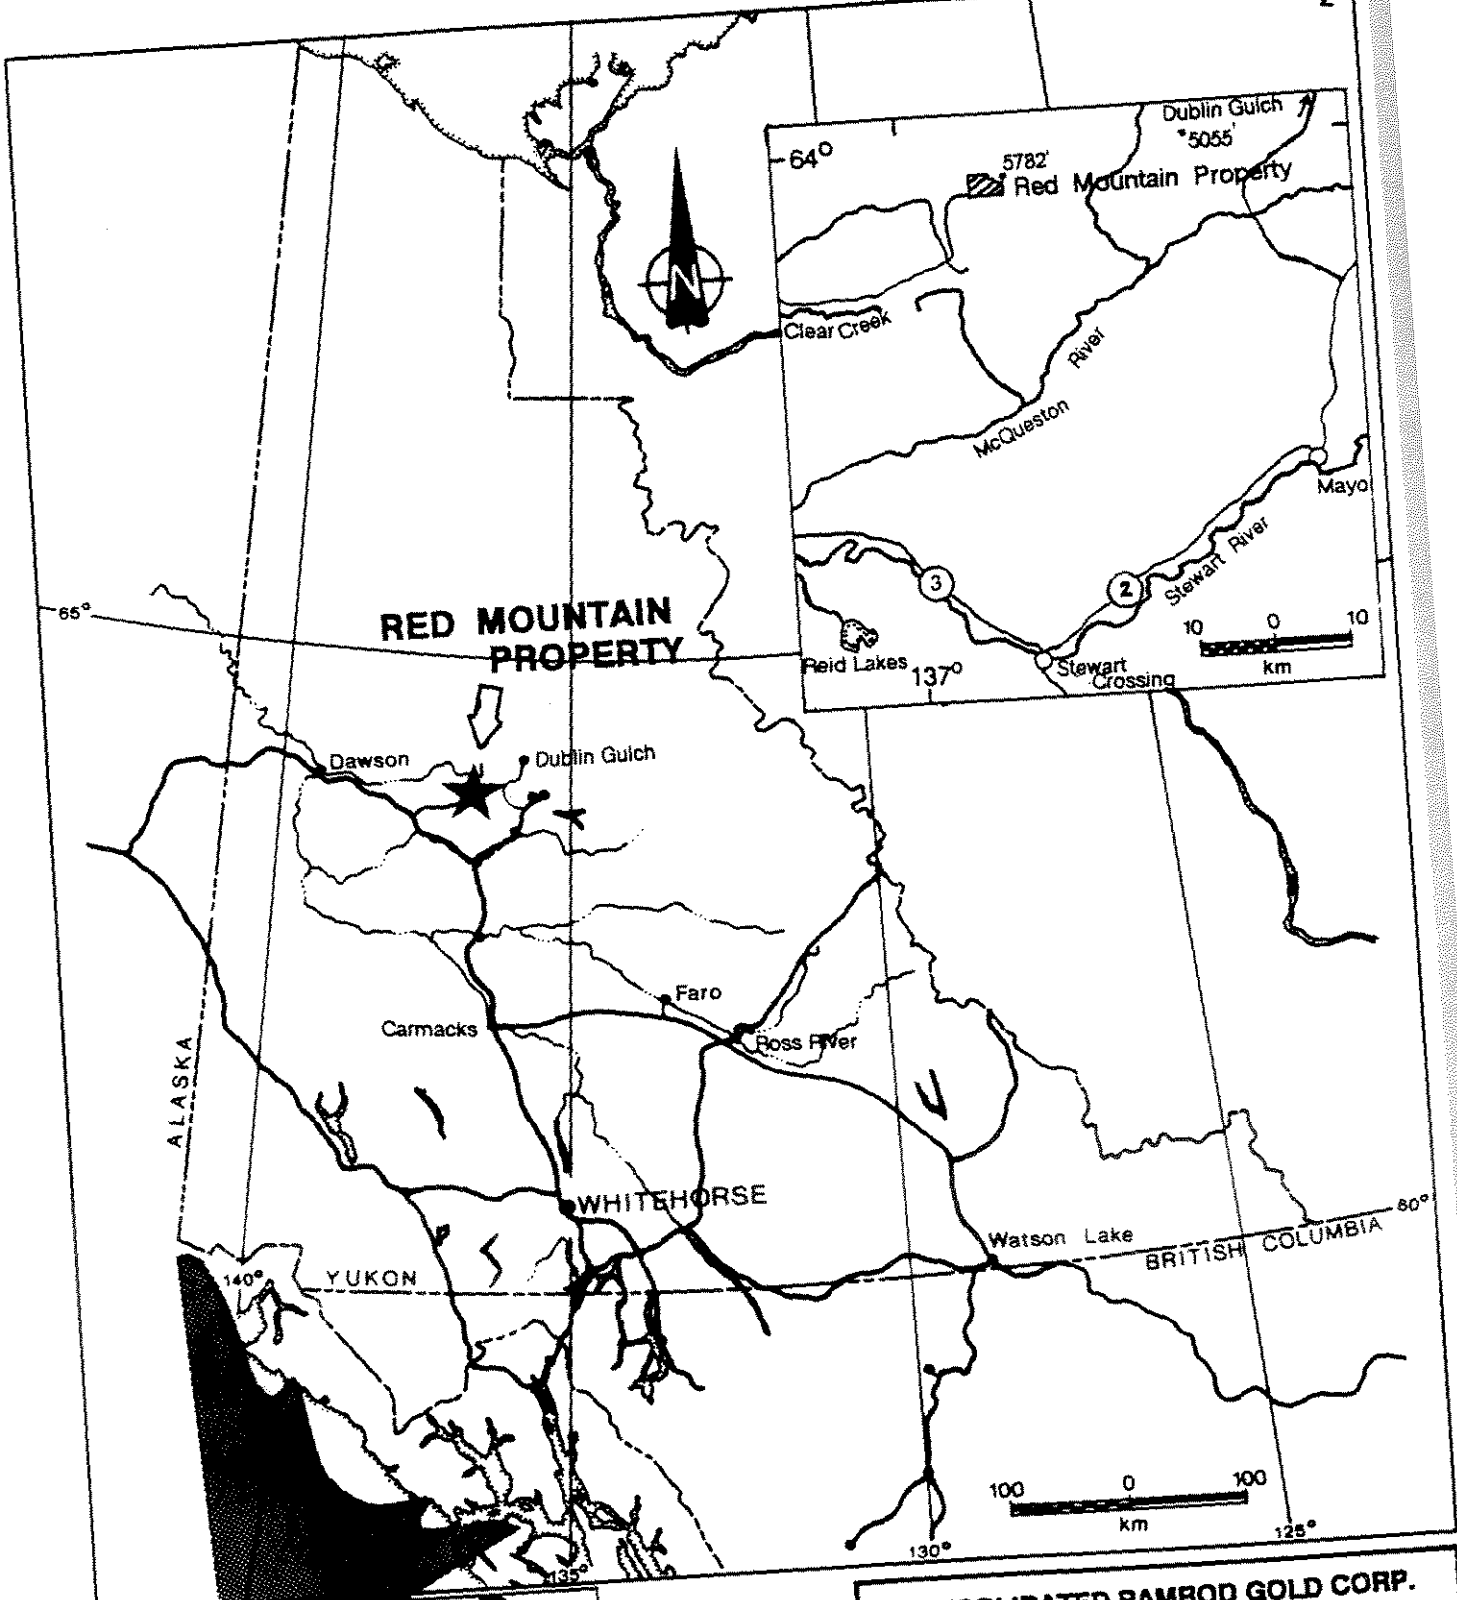 2
Dublin Gulch
5055'
64°
5782'
Red Mountain Property
N
Clear Creek
River
McQueston
Mayo
3
2
Stewart River
10 0 10
km
Reid Lakes
137°
Stewart
Crossing
65°
RED MOUNTAIN
PROPERTY
Dawson
Dublin Gulch
Faro
Carmacks
Ross River
ALASKA
WHITEHORSE
60°
Watson Lake
BRITISH COLUMBIA
140°
YUKON
100 0 100
km
130°
125°
135°
BAMROD GOLD CORP.